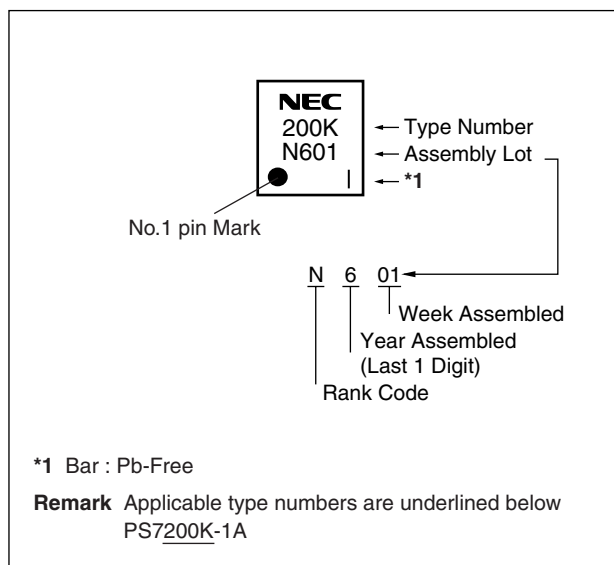 NEC
200K
N601
Type Number
Assembly Lot
*1
No.1 pin Mark
N 6 01
Week Assembled
Year Assembled
(Last 1 Digit)
Rank Code
*1 Bar : Pb-Free
Remark Applicable type numbers are underlined below
PS7200K-1A